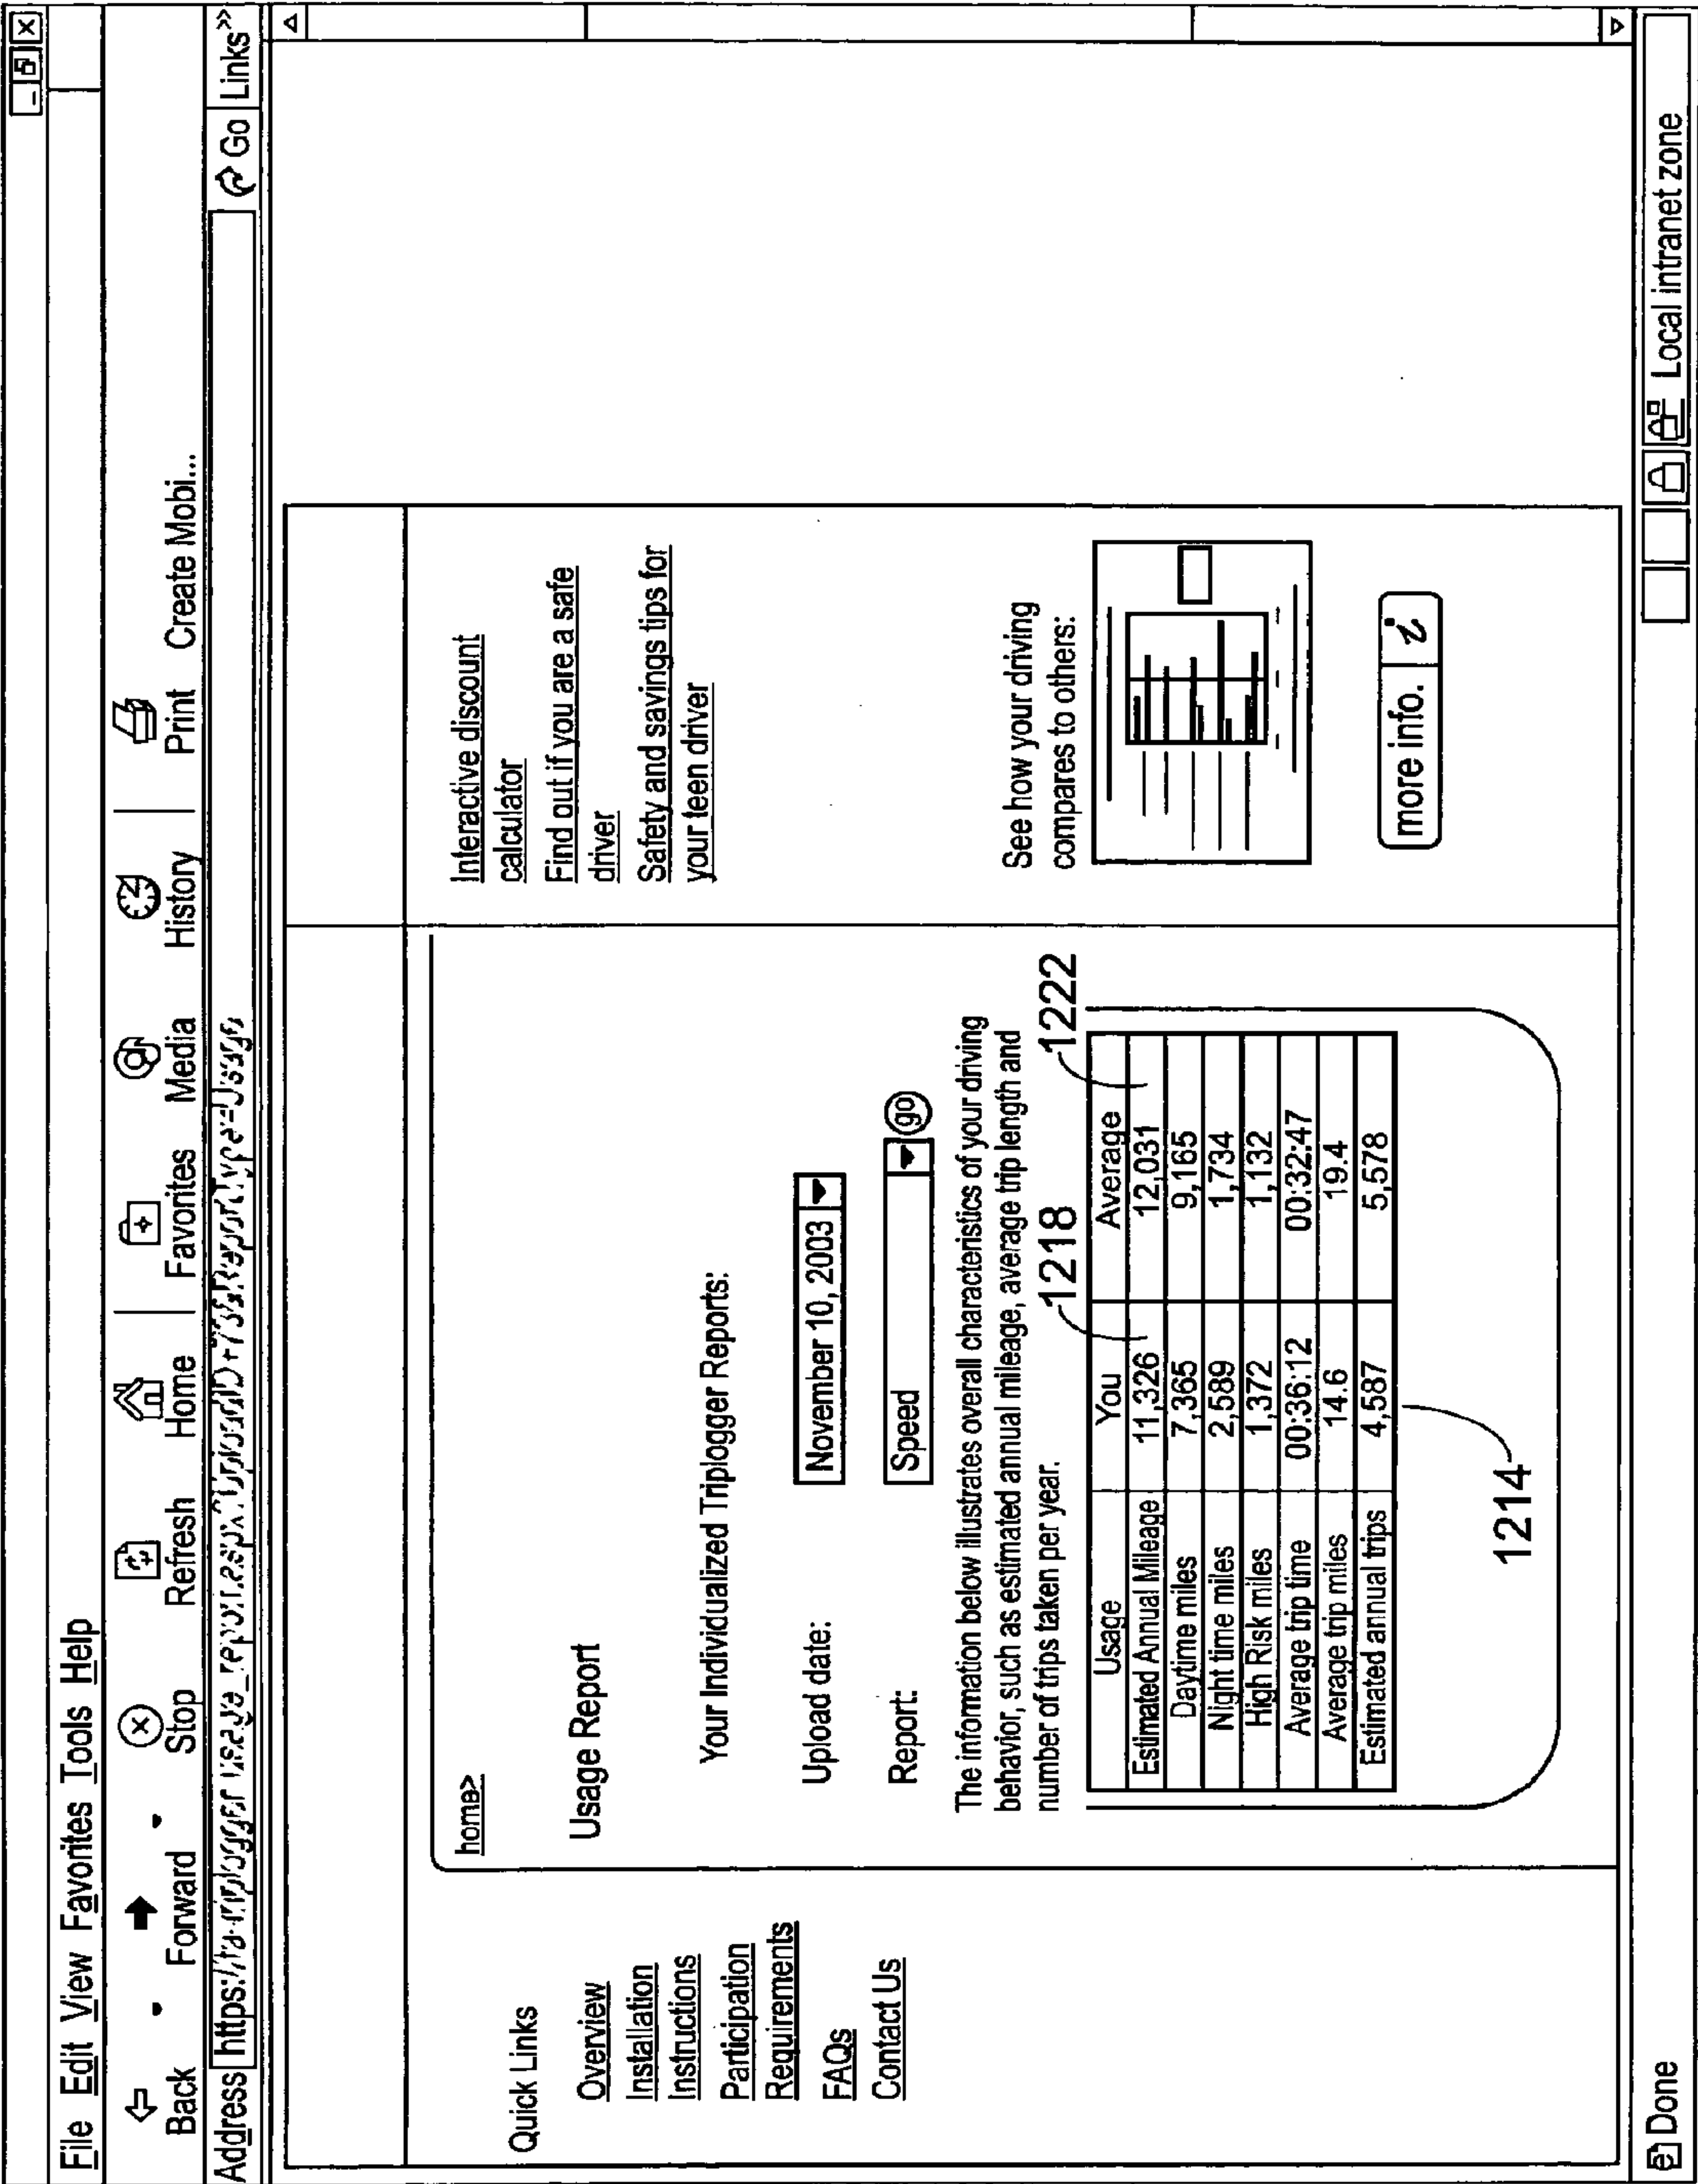 File Edit View Favorites Tools Help
Back Forward Stop Refresh Home Favorites Media History Print Create Mobi...
Address https:// Go Links»
Quick Links
Overview
Installation
Instructions
Participation
Requirements
FAQs
Contact Us
home>
Usage Report
Your Individualized Triplogger Reports:
Upload date: November 10, 2003
Report: Speed go
The information below illustrates overall characteristics of your driving
behavior, such as estimated annual mileage, average trip length and
number of trips taken per year.
1218 1222
Usage You Average
Estimated Annual Mileage 11,326 12,031
Daytime miles 7,365 9,165
Night time miles 2,589 1,734
High Risk miles 1,372 1,132
Average trip time 00:36:12 00:32:47
Average trip miles 14.6 19.4
Estimated annual trips 4,587 5,578
1214
Interactive discount
calculator
Find out if you are a safe
driver
Safety and savings tips for
your teen driver
See how your driving
compares to others:
more info. i
Done Local intranet zone